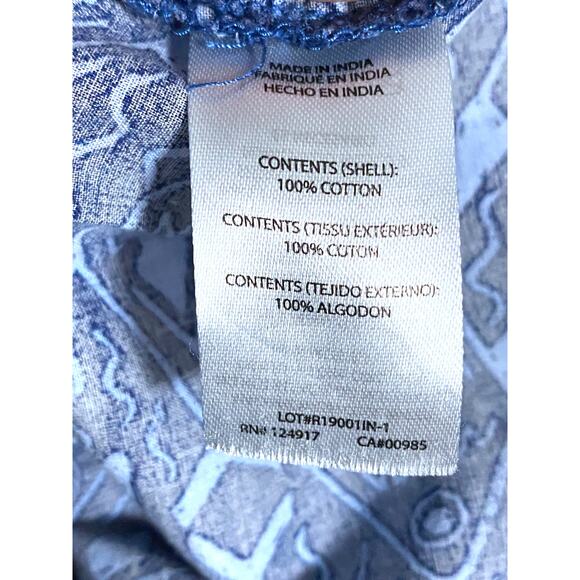 MADE IN INDIA
FABRIQUE EN INDIA
HECHO EN INDIA
CONTENTS (SHELL):
100% COTTON
CONTENTS (TISSU EXTÉRIEUR):
100% COTON
CONTENTS (TEJIDO EXTERNO):
100% ALGODON
LOT#R19001IN-1
RN# 124917 CA#00985